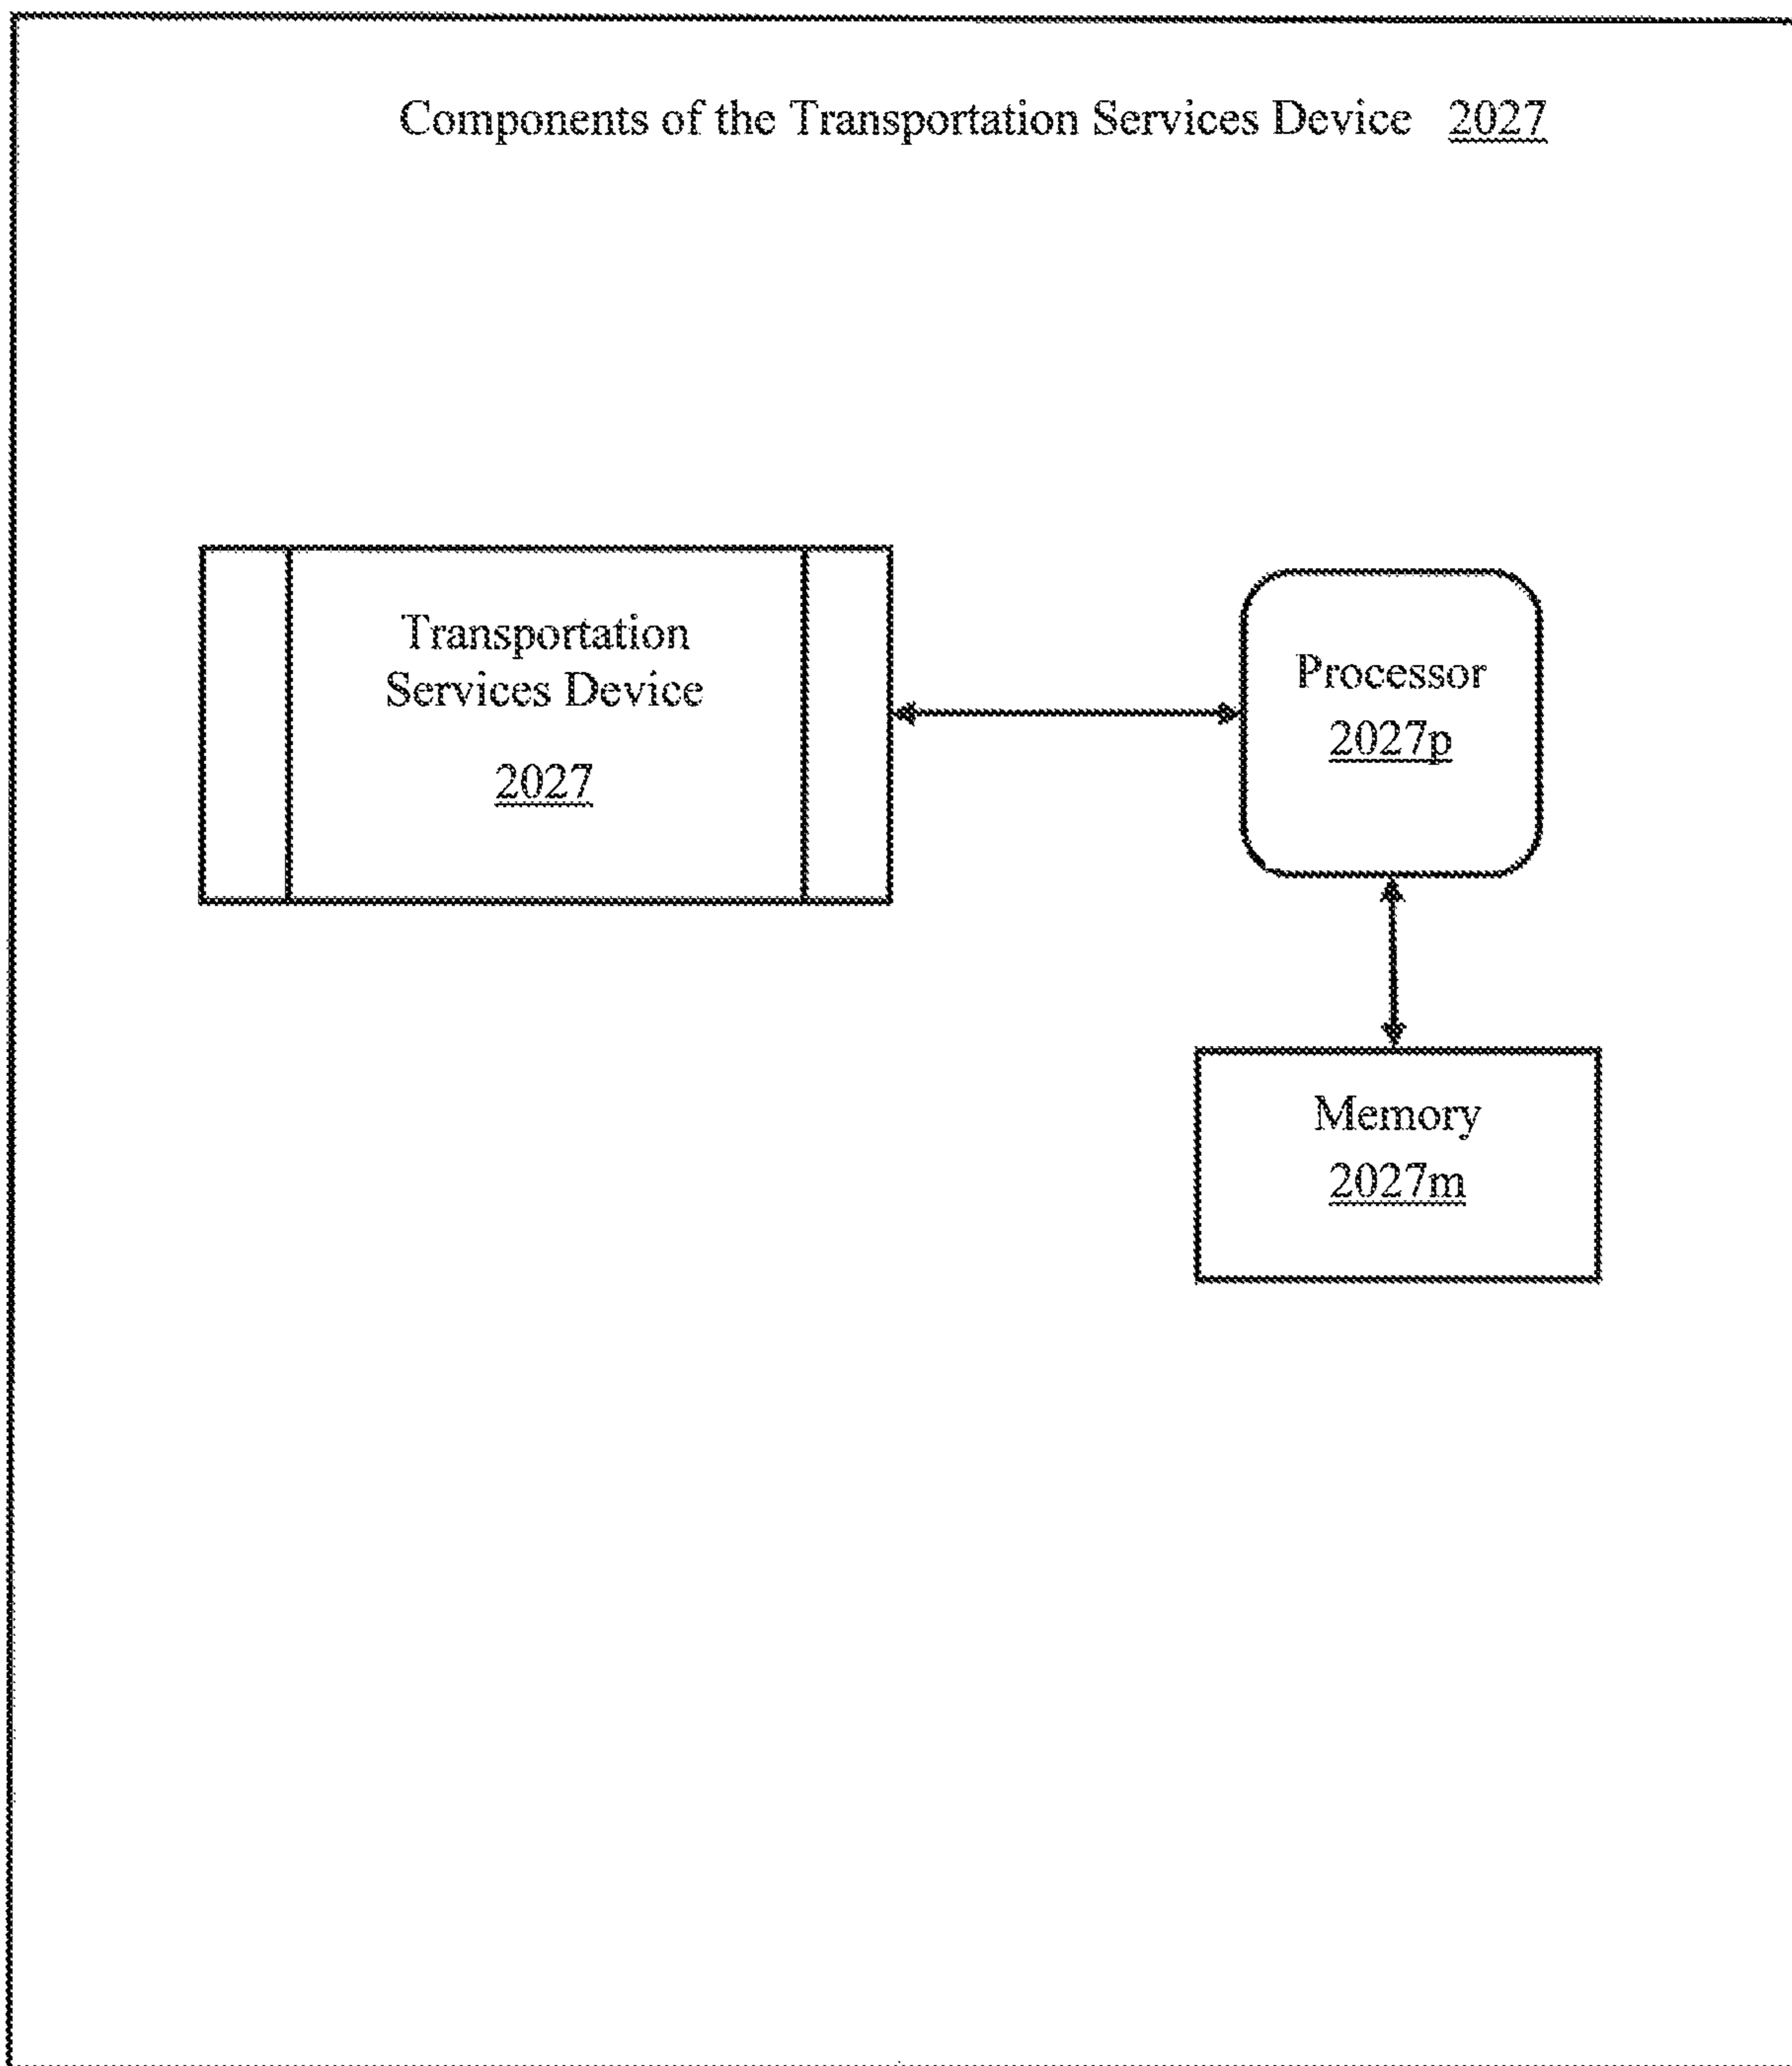 Components of the Transportation Services Device 2027
Transportation
Services Device
2027
Processor
2027p
Memory
2027m